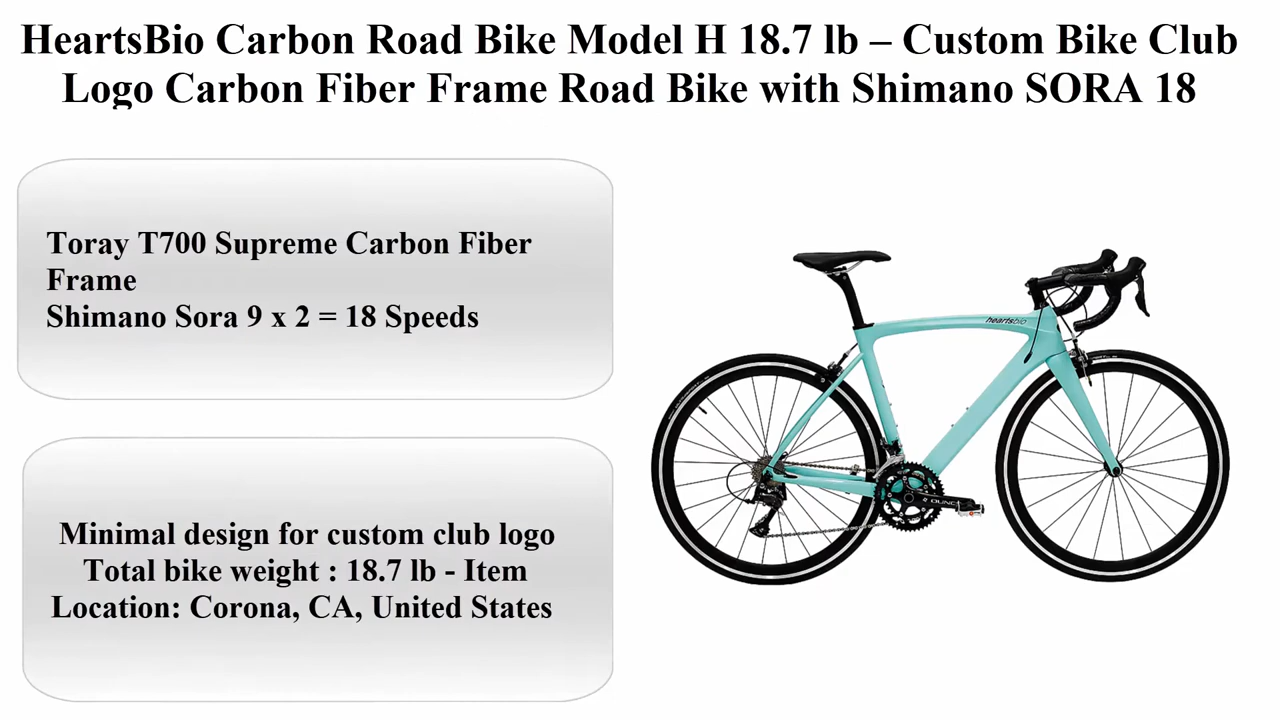 HeartsBio Carbon Road Bike Model H 18.7 lb – Custom Bike Club
Logo Carbon Fiber Frame Road Bike with Shimano SORA 18
Toray T700 Supreme Carbon Fiber
Frame
Shimano Sora 9 x 2 = 18 Speeds
heartsbio
Minimal design for custom club logo
Total bike weight : 18.7 lb - Item
Location: Corona, CA, United States